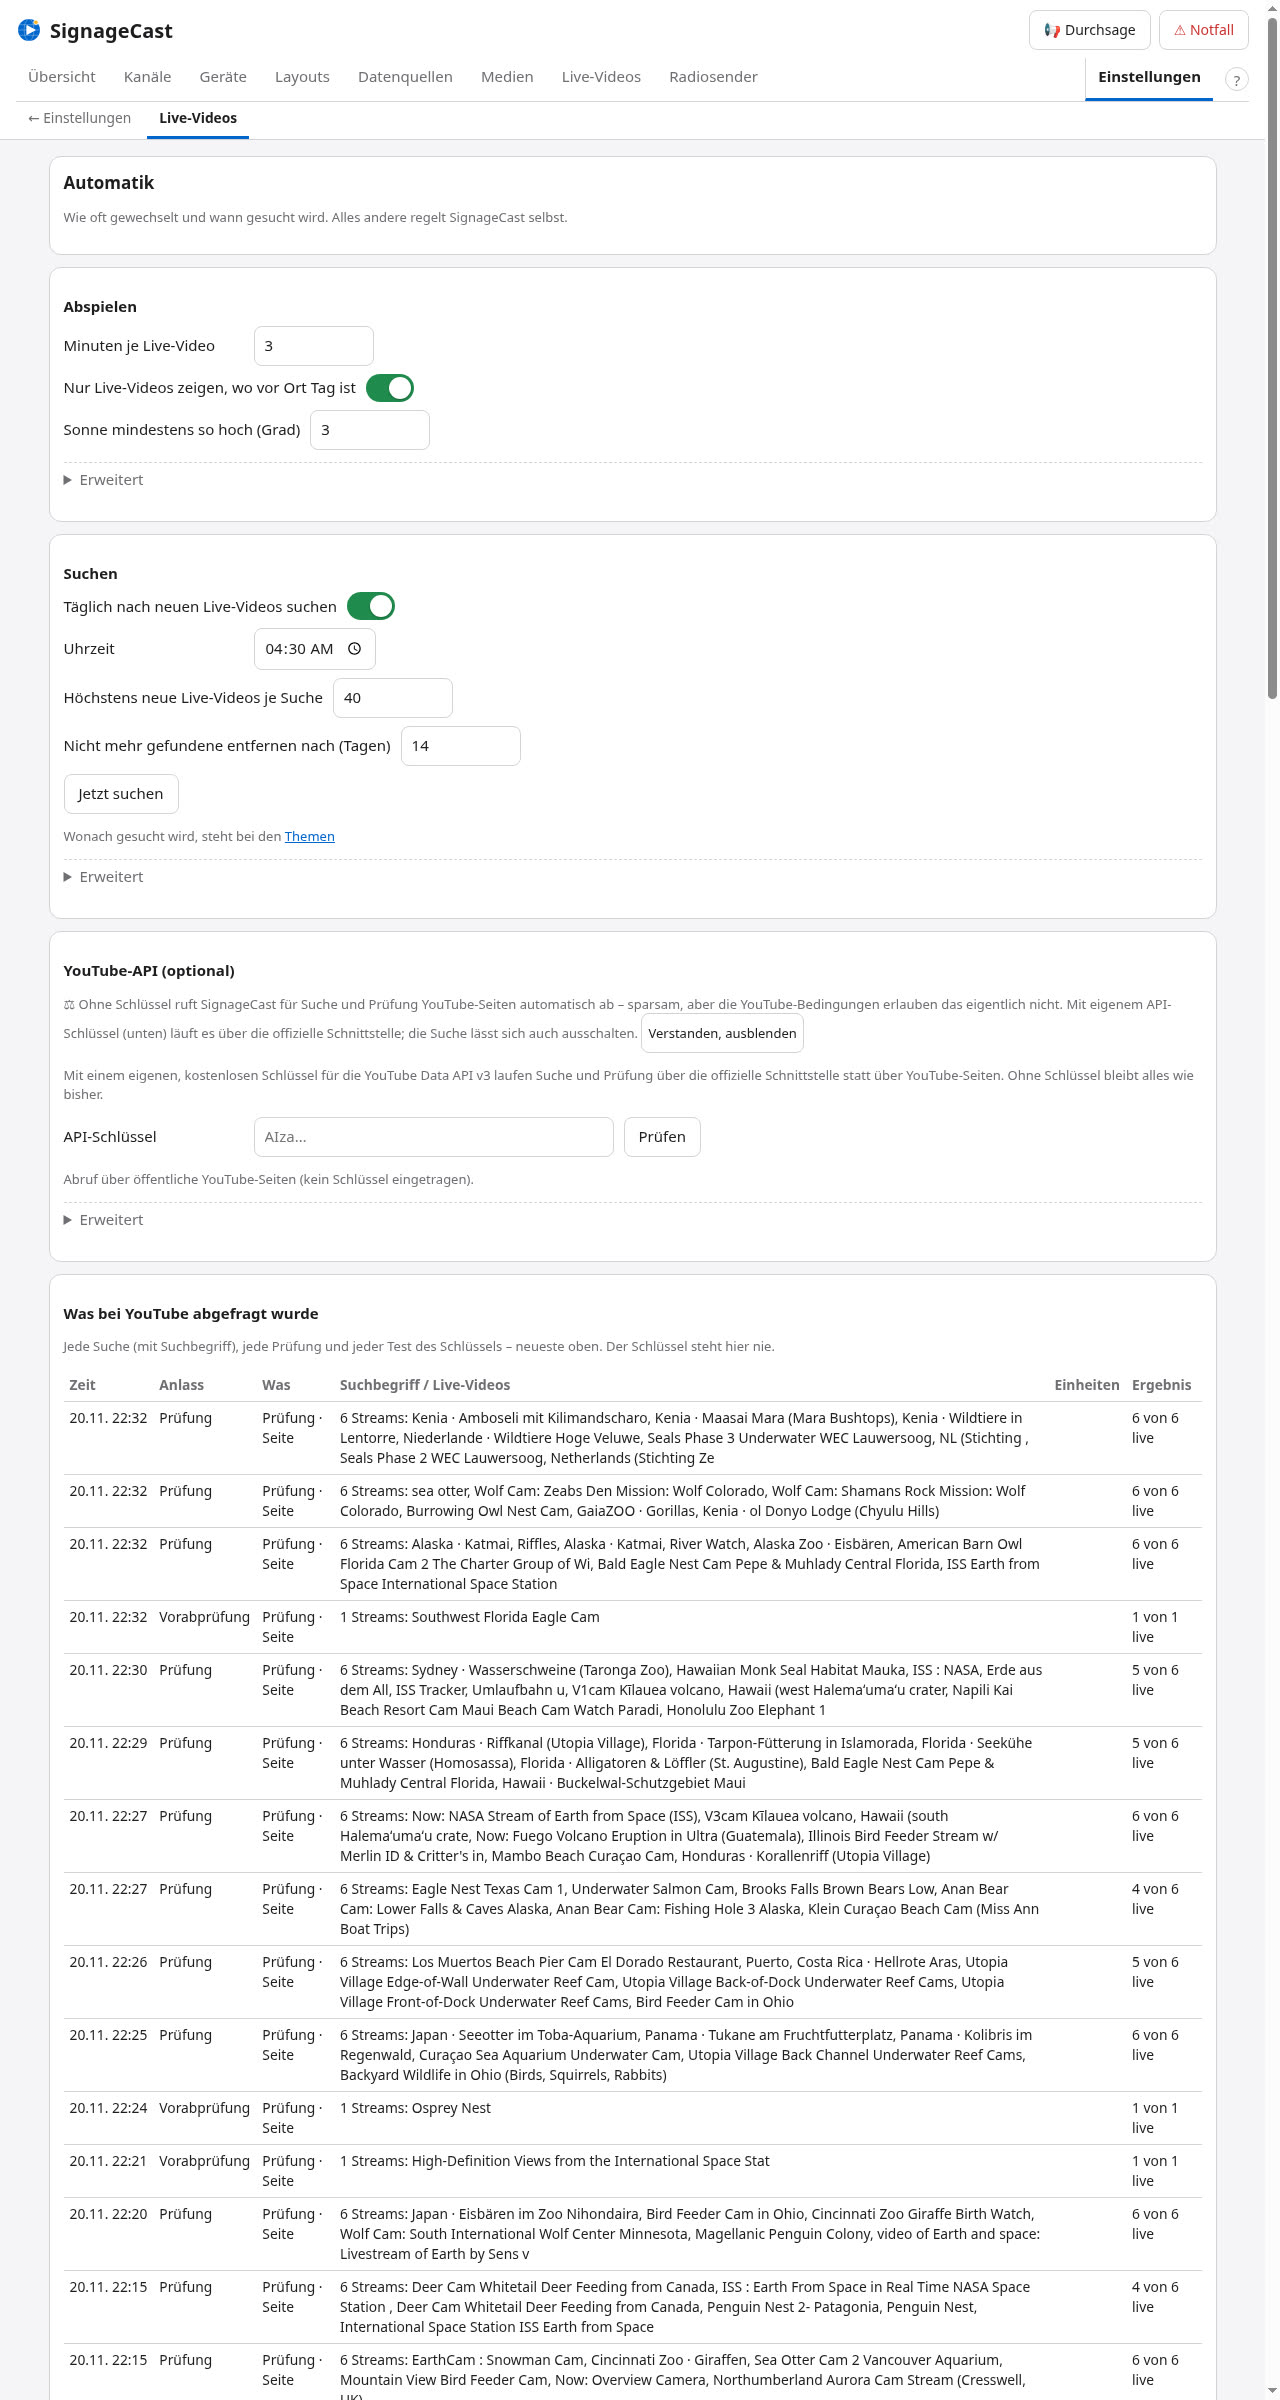 SignageCast
Durchsage
⚠ Notfall
Übersicht Kanäle Geräte Layouts Datenquellen Medien Live-Videos Radiosender Einstellungen ?
← Einstellungen Live-Videos
Automatik
Wie oft gewechselt und wann gesucht wird. Alles andere regelt SignageCast selbst.
Abspielen
Minuten je Live-Video 3
Nur Live-Videos zeigen, wo vor Ort Tag ist
Sonne mindestens so hoch (Grad) 3
▶ Erweitert
Suchen
Täglich nach neuen Live-Videos suchen
Uhrzeit 04:30 AM
Höchstens neue Live-Videos je Suche 40
Nicht mehr gefundene entfernen nach (Tagen) 14
Jetzt suchen
Wonach gesucht wird, steht bei den Themen
▶ Erweitert
YouTube-API (optional)
⚖ Ohne Schlüssel ruft SignageCast für Suche und Prüfung YouTube-Seiten automatisch ab – sparsam, aber die YouTube-Bedingungen erlauben das eigentlich nicht. Mit eigenem API-
Schlüssel (unten) läuft es über die offizielle Schnittstelle; die Suche lässt sich auch ausschalten. Verstanden, ausblenden
Mit einem eigenen, kostenlosen Schlüssel für die YouTube Data API v3 laufen Suche und Prüfung über die offizielle Schnittstelle statt über YouTube-Seiten. Ohne Schlüssel bleibt alles wie
bisher.
API-Schlüssel AIza… Prüfen
Abruf über öffentliche YouTube-Seiten (kein Schlüssel eingetragen).
▶ Erweitert
Was bei YouTube abgefragt wurde
Jede Suche (mit Suchbegriff), jede Prüfung und jeder Test des Schlüssels – neueste oben. Der Schlüssel steht hier nie.
Zeit Anlass Was Suchbegriff / Live-Videos Einheiten Ergebnis
20.11. 22:32 Prüfung Prüfung · 6 Streams: Kenia · Amboseli mit Kilimandscharo, Kenia · Maasai Mara (Mara Bushtops), Kenia · Wildtiere in 6 von 6
Seite Lentorre, Niederlande · Wildtiere Hoge Veluwe, Seals Phase 3 Underwater WEC Lauwersoog, NL (Stichting , live
Seals Phase 2 WEC Lauwersoog, Netherlands (Stichting Ze
20.11. 22:32 Prüfung Prüfung · 6 Streams: sea otter, Wolf Cam: Zeabs Den Mission: Wolf Colorado, Wolf Cam: Shamans Rock Mission: Wolf 6 von 6
Seite Colorado, Burrowing Owl Nest Cam, GaiaZOO · Gorillas, Kenia · ol Donyo Lodge (Chyulu Hills) live
20.11. 22:32 Prüfung Prüfung · 6 Streams: Alaska · Katmai, Riffles, Alaska · Katmai, River Watch, Alaska Zoo · Eisbären, American Barn Owl 6 von 6
Seite Florida Cam 2 The Charter Group of Wi, Bald Eagle Nest Cam Pepe & Muhlady Central Florida, ISS Earth from live
Space International Space Station
20.11. 22:32 Vorabprüfung Prüfung · 1 Streams: Southwest Florida Eagle Cam 1 von 1
Seite live
20.11. 22:30 Prüfung Prüfung · 6 Streams: Sydney · Wasserschweine (Taronga Zoo), Hawaiian Monk Seal Habitat Mauka, ISS : NASA, Erde aus 5 von 6
Seite dem All, ISS Tracker, Umlaufbahn u, V1cam Kīlauea volcano, Hawaii (west Halemaʻumaʻu crater, Napili Kai live
Beach Resort Cam Maui Beach Cam Watch Paradi, Honolulu Zoo Elephant 1
20.11. 22:29 Prüfung Prüfung · 6 Streams: Honduras · Riffkanal (Utopia Village), Florida · Tarpon-Fütterung in Islamorada, Florida · Seekühe 5 von 6
Seite unter Wasser (Homosassa), Florida · Alligatoren & Löffler (St. Augustine), Bald Eagle Nest Cam Pepe & live
Muhlady Central Florida, Hawaii · Buckelwal-Schutzgebiet Maui
20.11. 22:27 Prüfung Prüfung · 6 Streams: Now: NASA Stream of Earth from Space (ISS), V3cam Kīlauea volcano, Hawaii (south 6 von 6
Seite Halemaʻumaʻu crate, Now: Fuego Volcano Eruption in Ultra (Guatemala), Illinois Bird Feeder Stream w/ live
Merlin ID & Critter's in, Mambo Beach Curaçao Cam, Honduras · Korallenriff (Utopia Village)
20.11. 22:27 Prüfung Prüfung · 6 Streams: Eagle Nest Texas Cam 1, Underwater Salmon Cam, Brooks Falls Brown Bears Low, Anan Bear 4 von 6
Seite Cam: Lower Falls & Caves Alaska, Anan Bear Cam: Fishing Hole 3 Alaska, Klein Curaçao Beach Cam (Miss Ann live
Boat Trips)
20.11. 22:26 Prüfung Prüfung · 6 Streams: Los Muertos Beach Pier Cam El Dorado Restaurant, Puerto, Costa Rica · Hellrote Aras, Utopia 5 von 6
Seite Village Edge-of-Wall Underwater Reef Cam, Utopia Village Back-of-Dock Underwater Reef Cams, Utopia live
Village Front-of-Dock Underwater Reef Cams, Bird Feeder Cam in Ohio
20.11. 22:25 Prüfung Prüfung · 6 Streams: Japan · Seeotter im Toba-Aquarium, Panama · Tukane am Fruchtfutterplatz, Panama · Kolibris im 6 von 6
Seite Regenwald, Curaçao Sea Aquarium Underwater Cam, Utopia Village Back Channel Underwater Reef Cams, live
Backyard Wildlife in Ohio (Birds, Squirrels, Rabbits)
20.11. 22:24 Vorabprüfung Prüfung · 1 Streams: Osprey Nest 1 von 1
Seite live
20.11. 22:21 Vorabprüfung Prüfung · 1 Streams: High-Definition Views from the International Space Stat 1 von 1
Seite live
20.11. 22:20 Prüfung Prüfung · 6 Streams: Japan · Eisbären im Zoo Nihondaira, Bird Feeder Cam in Ohio, Cincinnati Zoo Giraffe Birth Watch, 6 von 6
Seite Wolf Cam: South International Wolf Center Minnesota, Magellanic Penguin Colony, video of Earth and space: live
Livestream of Earth by Sens v
20.11. 22:15 Prüfung Prüfung · 6 Streams: Deer Cam Whitetail Deer Feeding from Canada, ISS : Earth From Space in Real Time NASA Space 4 von 6
Seite Station , Deer Cam Whitetail Deer Feeding from Canada, Penguin Nest 2- Patagonia, Penguin Nest, live
International Space Station ISS Earth from Space
20.11. 22:15 Prüfung Prüfung · 6 Streams: EarthCam : Snowman Cam, Cincinnati Zoo · Giraffen, Sea Otter Cam 2 Vancouver Aquarium, 6 von 6
Seite Mountain View Bird Feeder Cam, Now: Overview Camera, Northumberland Aurora Cam Stream (Cresswell, live
UK)